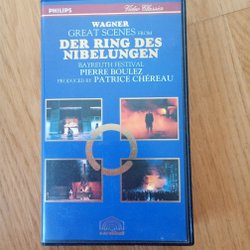 PHILIPS
Video Classics
WAGNER
GREAT SCENES FROM
DER RING DES
NIBELUNGEN
BAYREUTH FESTIVAL
PIERRE BOULEZ
PRODUCED BY PATRICE CHÉREAU